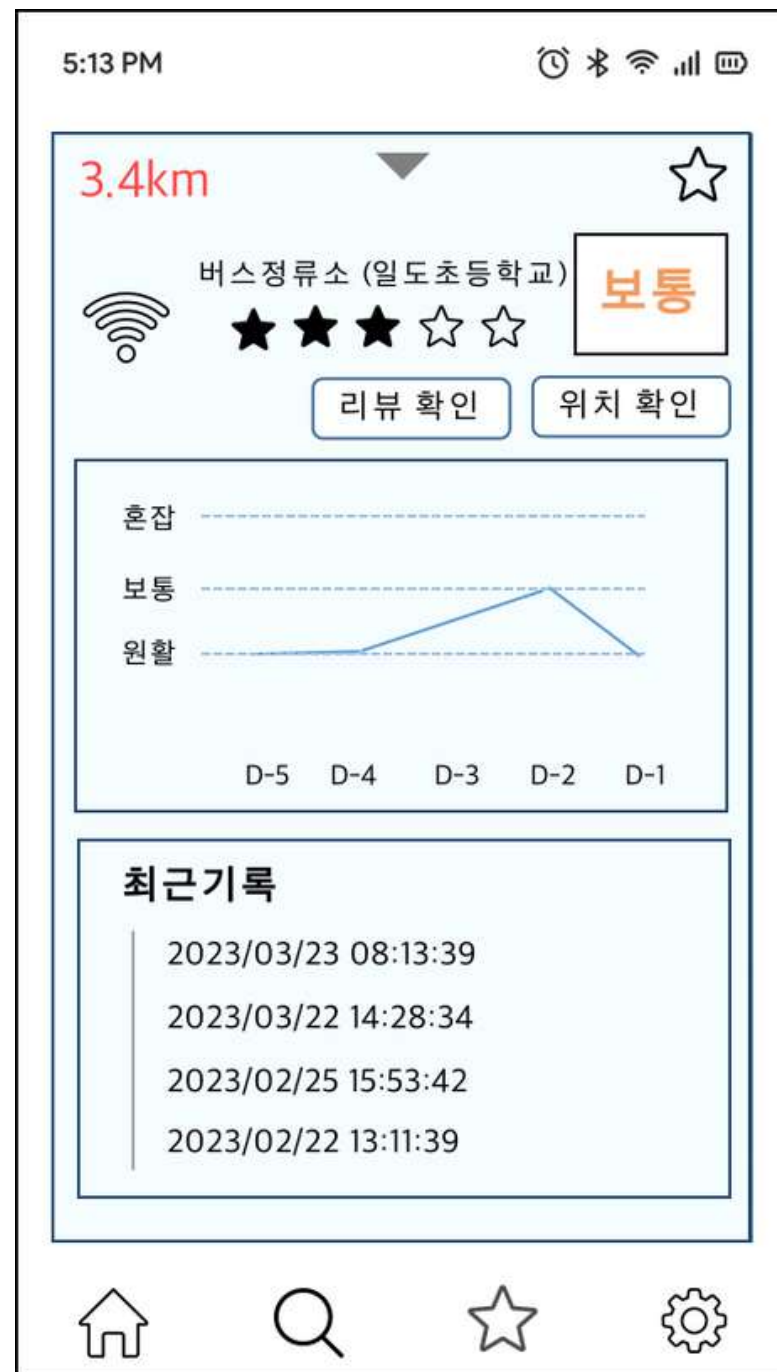 5:13 PM
3.4km
버스정류소 (일도초등학교)
보통
리뷰 확인
위치 확인
혼잡
보통
원활
D-5 D-4 D-3 D-2 D-1
최근기록
2023/03/23 08:13:39
2023/03/22 14:28:34
2023/02/25 15:53:42
2023/02/22 13:11:39